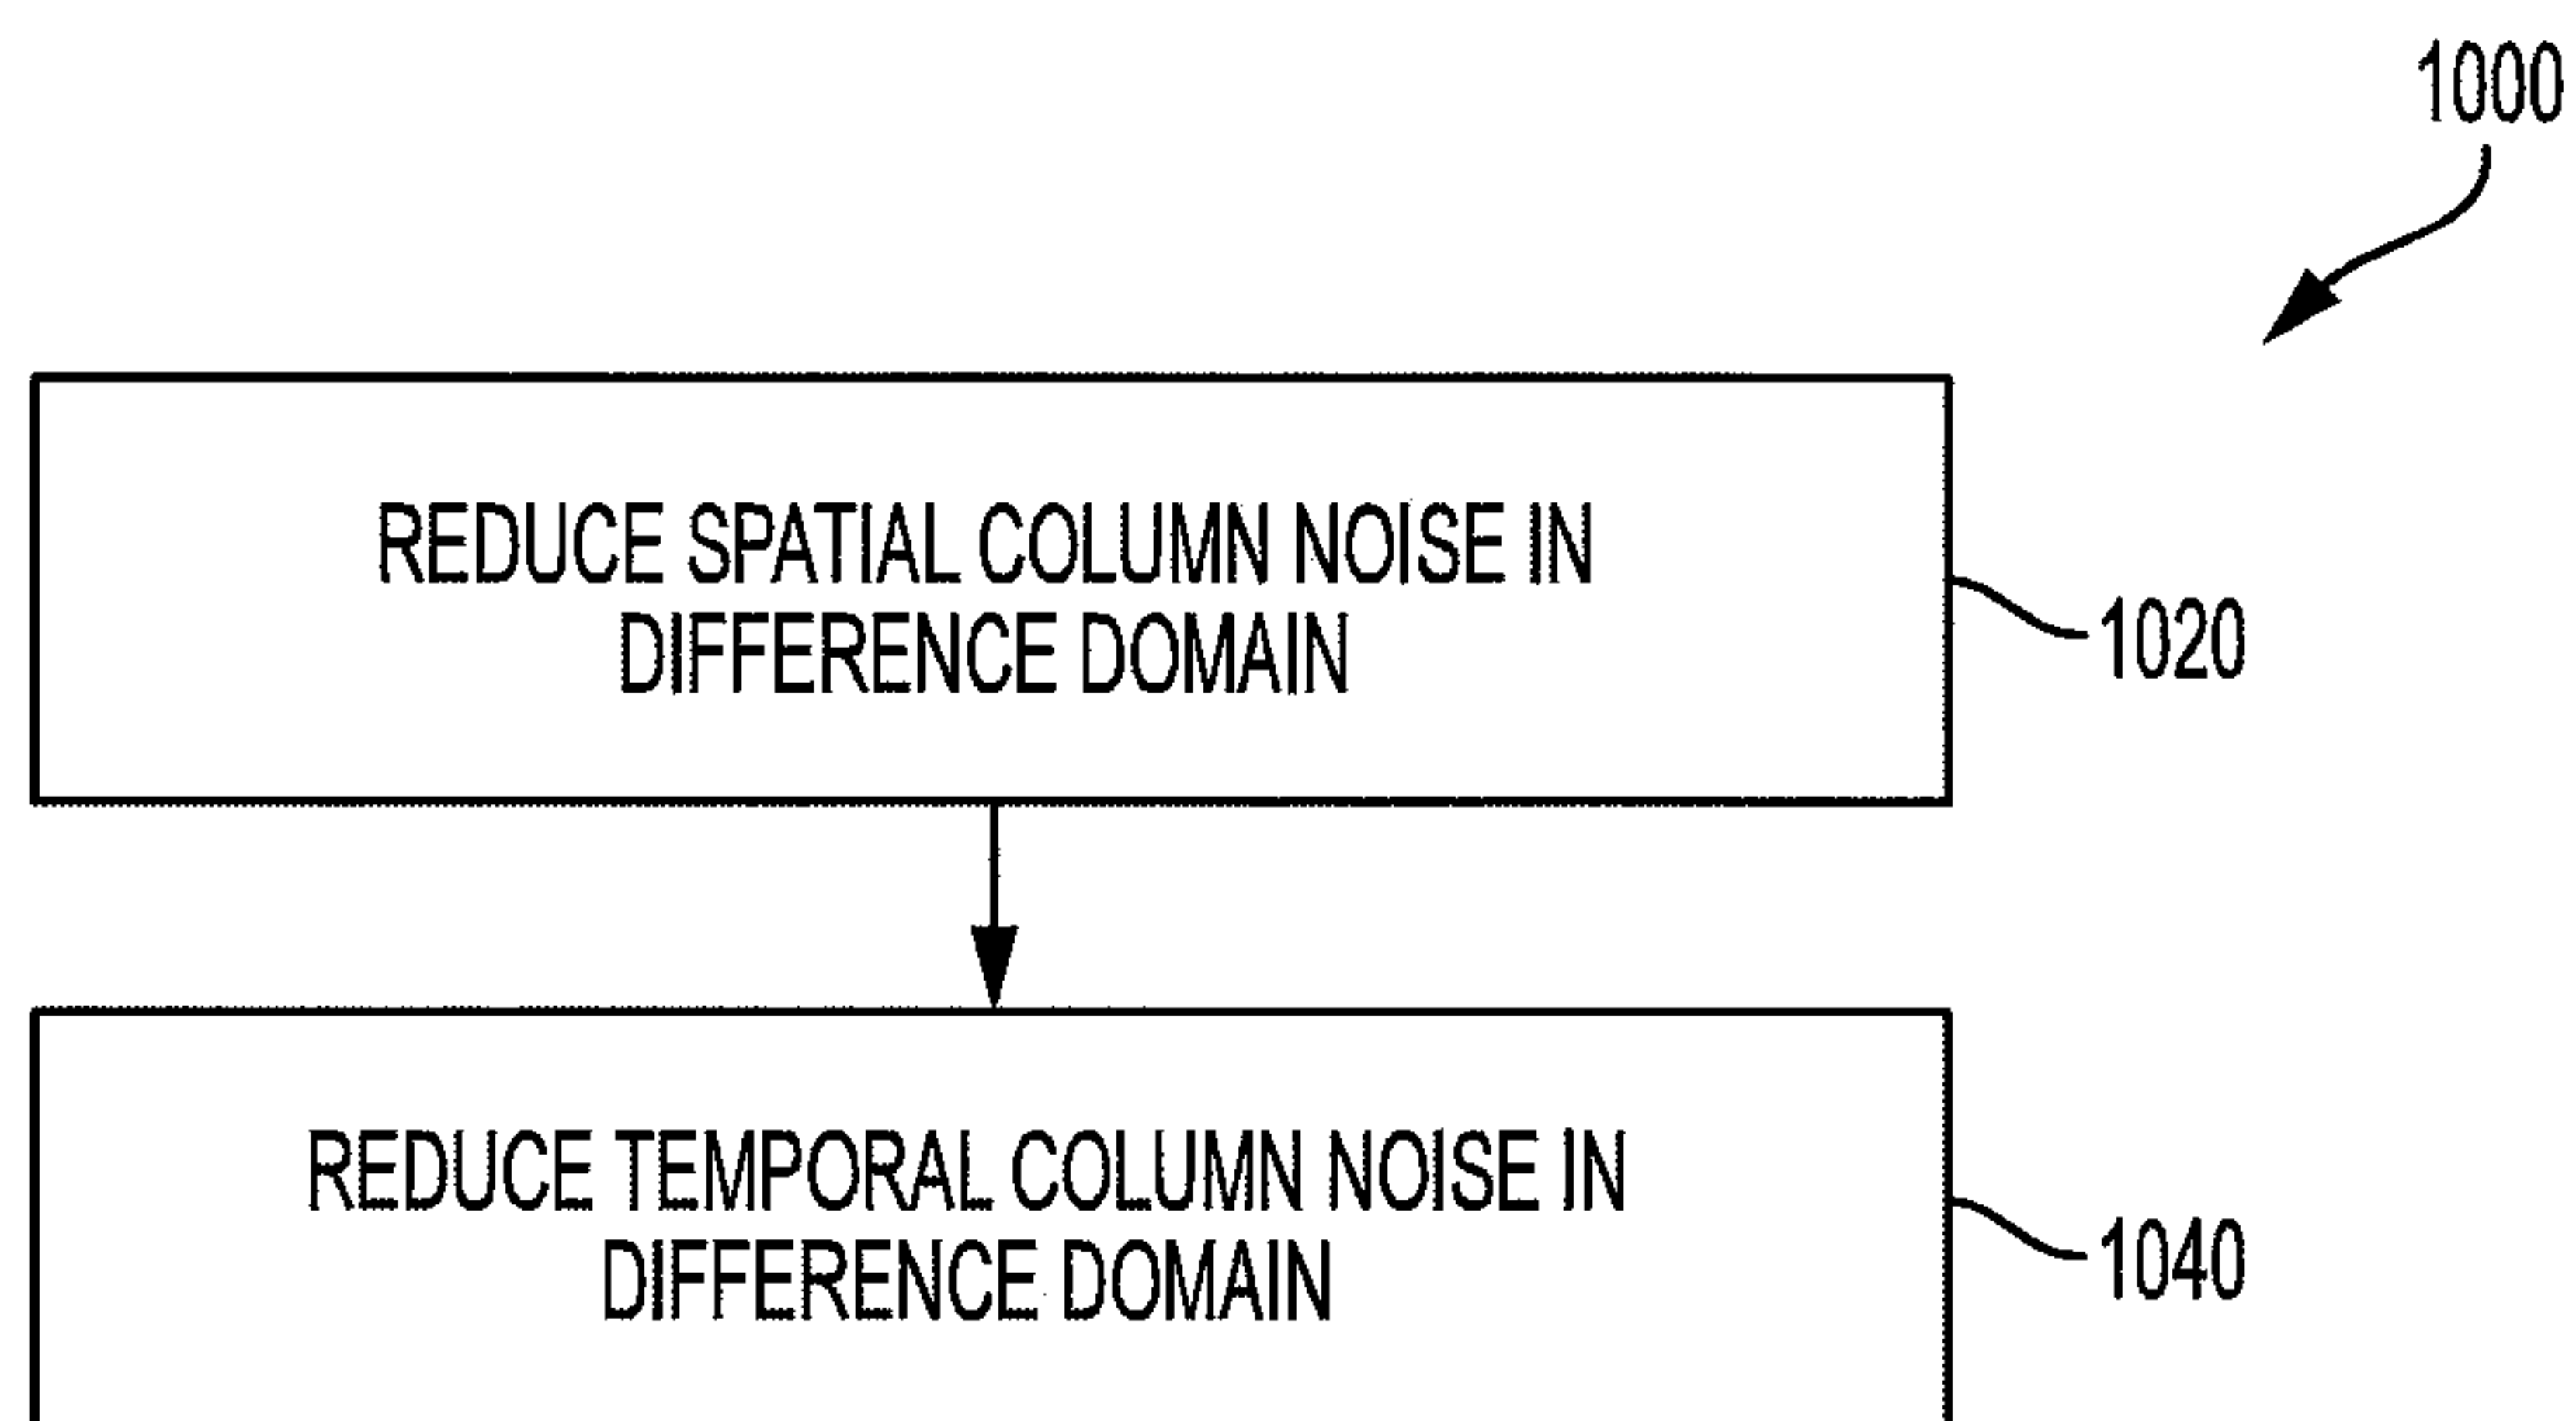 1000
REDUCE SPATIAL COLUMN NOISE IN
DIFFERENCE DOMAIN
1020
REDUCE TEMPORAL COLUMN NOISE IN
DIFFERENCE DOMAIN
1040